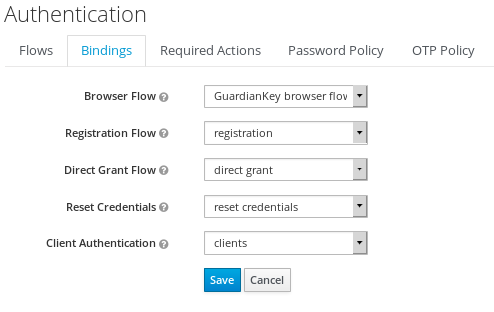 Authentication
Flows Bindings Required Actions Password Policy OTP Policy
Browser Flow GuardianKey browser flow
Registration Flow registration
Direct Grant Flow direct grant
Reset Credentials reset credentials
Client Authentication clients
Save Cancel